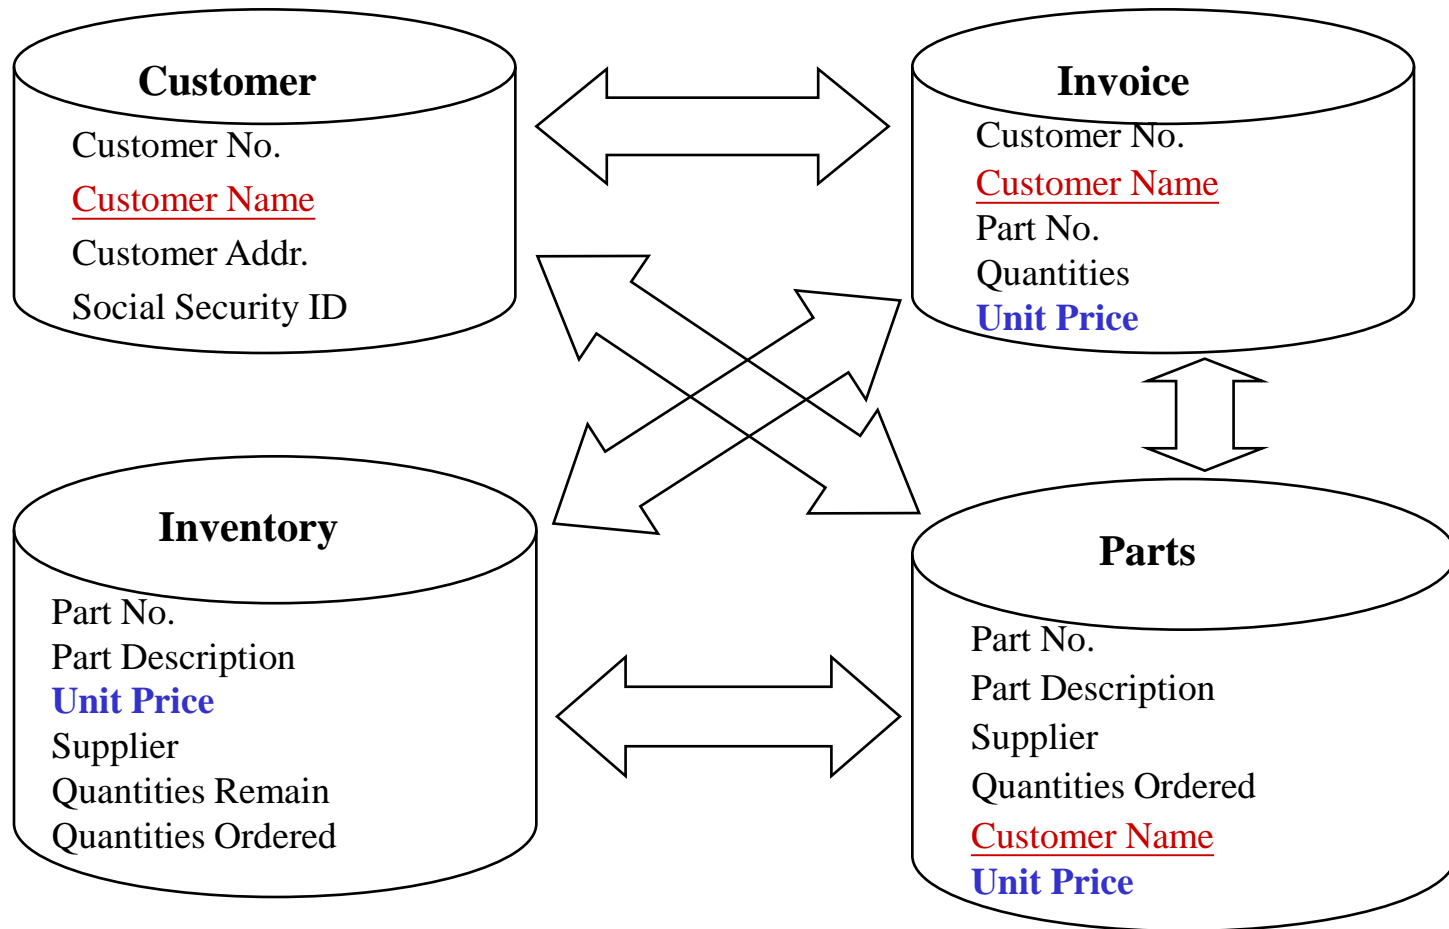 Customer
Customer No.
Customer Name
Customer Addr.
Social Security ID
Invoice
Customer No.
Customer Name
Part No.
Quantities
Unit Price
Inventory
Part No.
Part Description
Unit Price
Supplier
Quantities Remain
Quantities Ordered
Parts
Part No.
Part Description
Supplier
Quantities Ordered
Customer Name
Unit Price